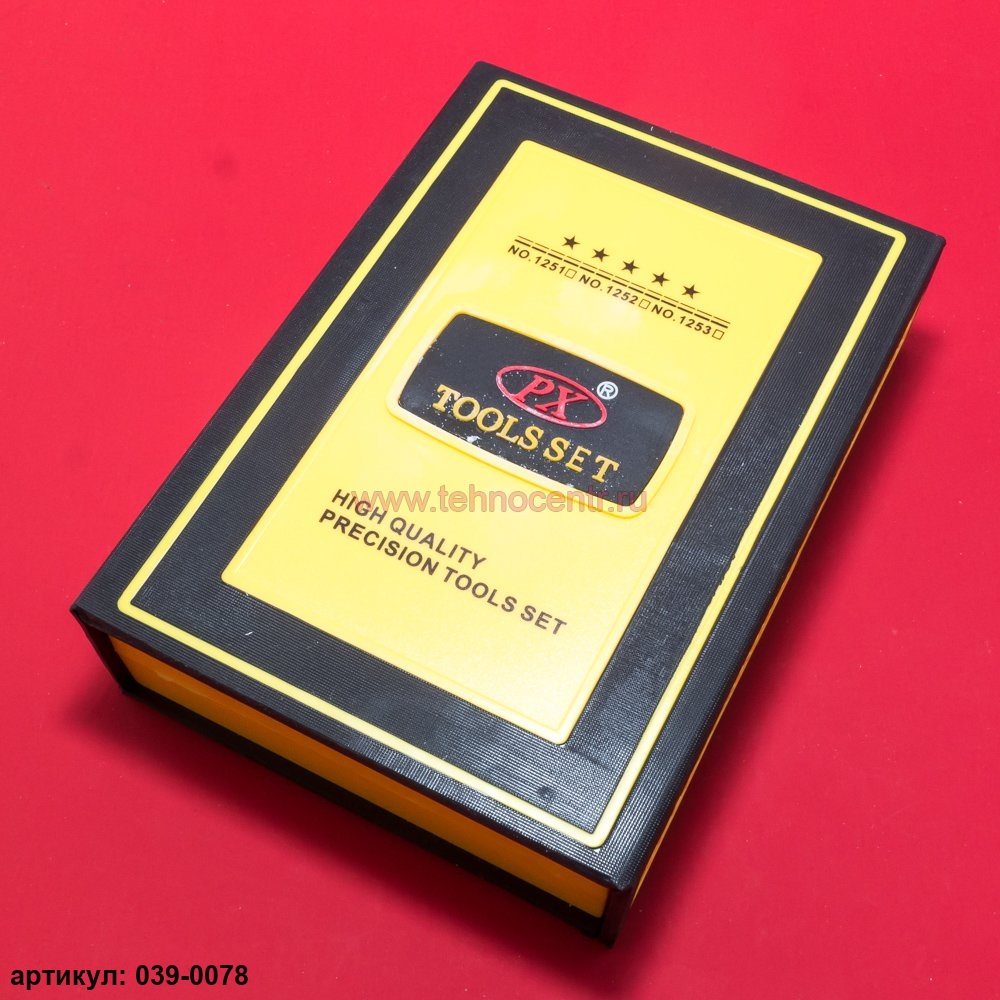 ★ ★ ★ ★ ★
NO.1251□ NO.1252□ NO.1253□
PX®
TOOLS SET
www.tehnocentr.ru
HIGH QUALITY
PRECISION TOOLS SET
артикул: 039-0078